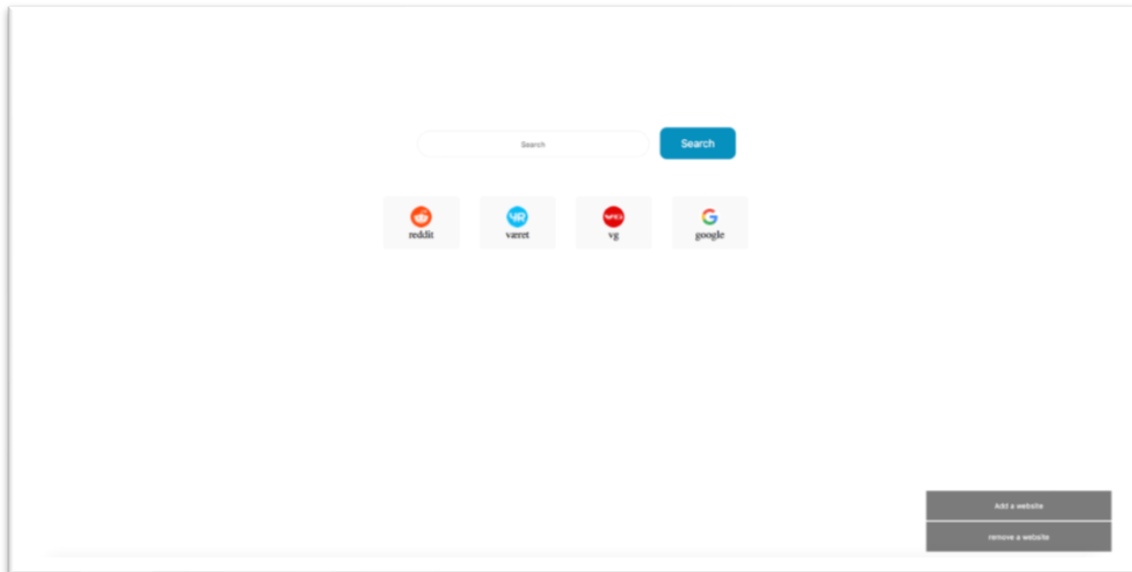 Search
Search
reddit
været
vg
google
Add a website
remove a website